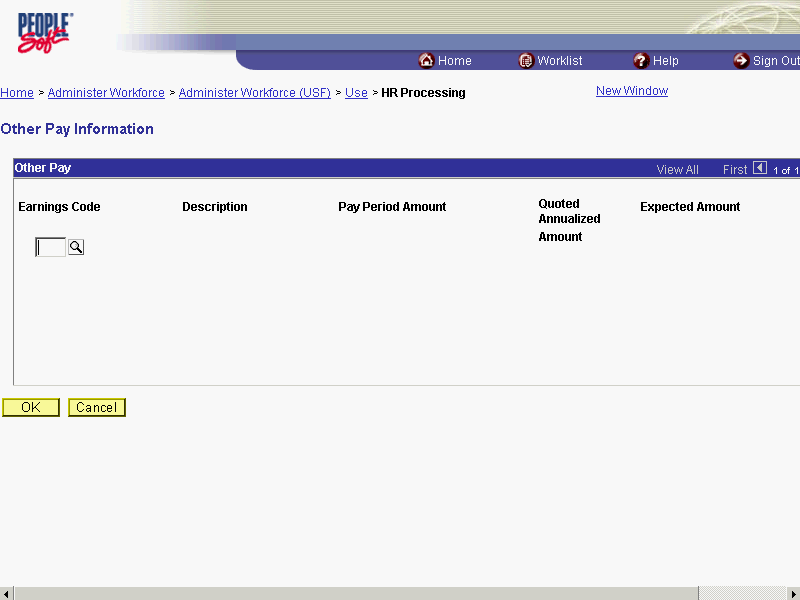 PEOPLE
Soft
Home Worklist Help Sign Out
Home > Administer Workforce > Administer Workforce (USF) > Use > HR Processing New Window
Other Pay Information
Other Pay View All First 1 of 1
Earnings Code Description Pay Period Amount Quoted Annualized Amount Expected Amount
OK Cancel